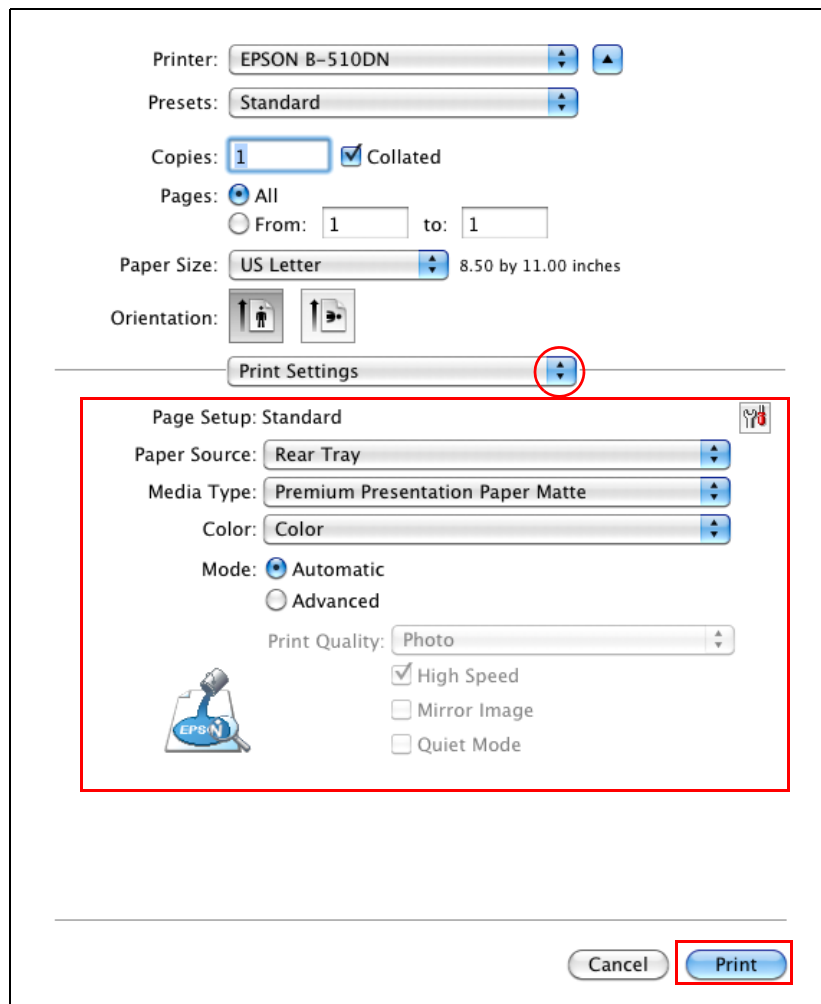 Printer: EPSON B-510DN
Presets: Standard
Copies: 1 Collated
Pages: All
From: 1 to: 1
Paper Size: US Letter 8.50 by 11.00 inches
Orientation:
Print Settings
Page Setup: Standard
Paper Source: Rear Tray
Media Type: Premium Presentation Paper Matte
Color: Color
Mode: Automatic
Advanced
Print Quality: Photo
High Speed
Mirror Image
Quiet Mode
EPSON
Cancel Print